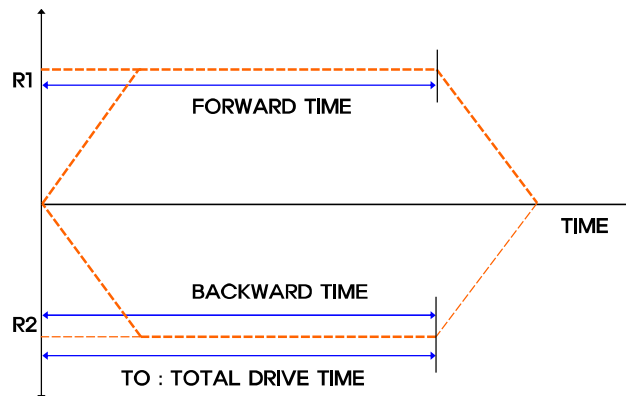 R1
FORWARD TIME
TIME
BACKWARD TIME
R2
TO : TOTAL DRIVE TIME